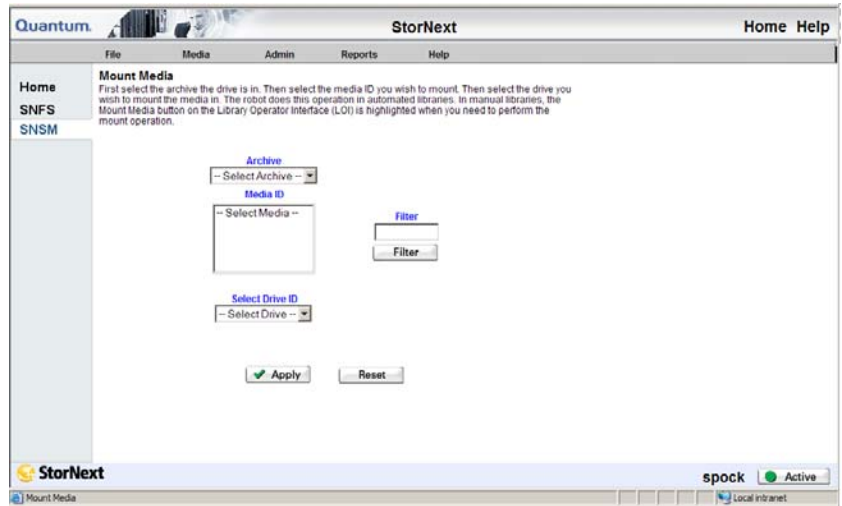 Quantum. StorNext Home Help
File Media Admin Reports Help
Home
SNFS
SNSM
Mount Media
First select the archive the drive is in. Then select the media ID you wish to mount. Then select the drive you
wish to mount the media in. The robot does this operation in automated libraries. In manual libraries, the
Mount Media button on the Library Operator Interface (LOI) is highlighted when you need to perform the
mount operation.
Archive
-- Select Archive --
Media ID
-- Select Media --
Filter
Filter
Select Drive ID
-- Select Drive --
Apply Reset
StorNext
spock Active
Mount Media Local intranet